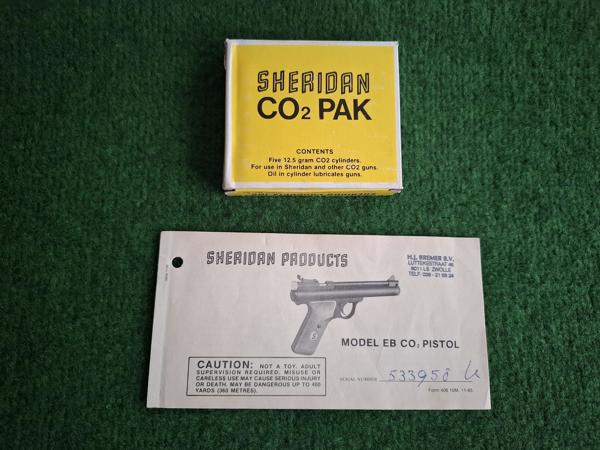 SHERIDAN
CO2 PAK
CONTENTS
Five 12.5 gram CO2 cylinders.
For use in Sheridan and other CO2 guns.
Oil in cylinder lubricates guns.
SHERIDAN PRODUCTS
H.J. BREMER B.V.
LUTTEKESTRAAT 46
8011 LS ZWOLLE
MODEL EB CO2 PISTOL
CAUTION: NOT A TOY. ADULT
SUPERVISION REQUIRED. MISUSE OR
CARELESS USE MAY CAUSE SERIOUS INJURY
OR DEATH. MAY BE DANGEROUS UP TO 400
YARDS (360 METRES).
SERIAL NUMBER 533958